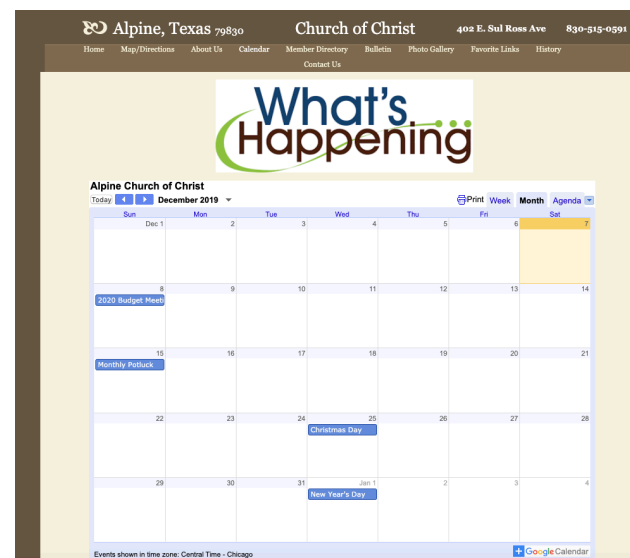 Alpine, Texas 79830 Church of Christ 402 E. Sul Ross Ave 830-515-0591
Home Map/Directions About Us Calendar Member Directory Bulletin Photo Gallery Favorite Links History
Contact Us
What's
Happening
Alpine Church of Christ
Today December 2019 Print Week Month Agenda
Sun Mon Tue Wed Thu Fri Sat
Dec 1 2 3 4 5 6 7
8 9 10 11 12 13 14
2020 Budget Meeti
15 16 17 18 19 20 21
Monthly Potluck
22 23 24 25 26 27 28
Christmas Day
29 30 31 Jan 1 2 3 4
New Year's Day
Events shown in time zone: Central Time - Chicago + Google Calendar